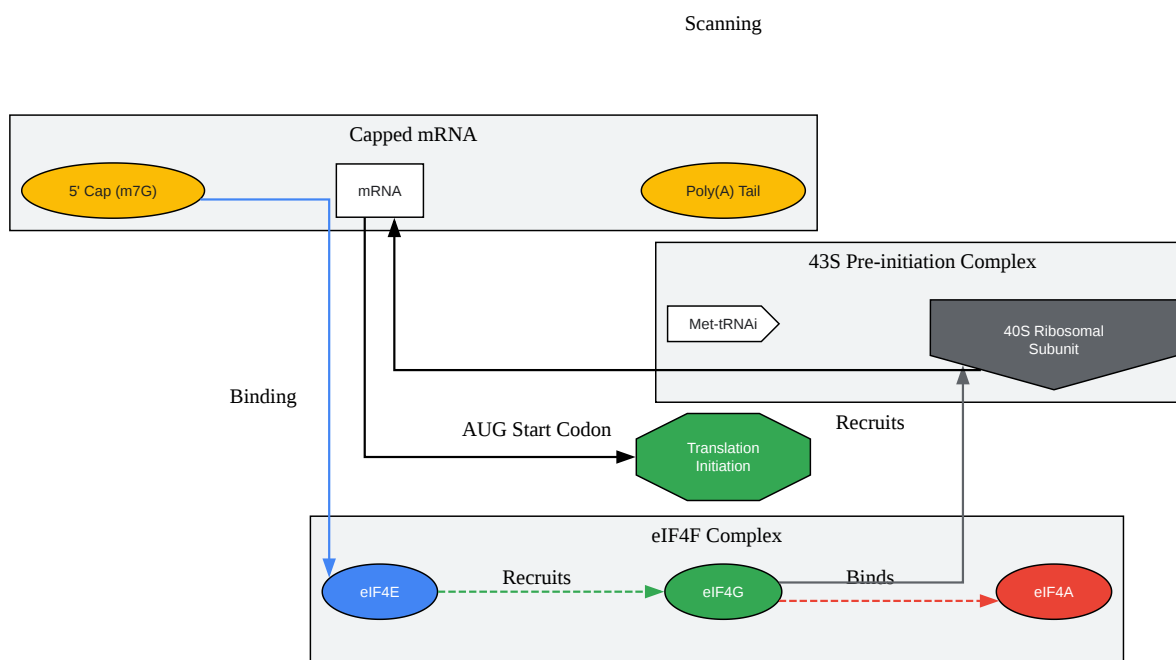 Scanning
Capped mRNA
5' Cap (m7G)
mRNA
Poly(A) Tail
43S Pre-initiation Complex
Met-tRNAi
40S Ribosomal
Subunit
Binding
Recruits
AUG Start Codon
Translation
Initiation
eIF4F Complex
Recruits
Binds
eIF4E
eIF4G
eIF4A